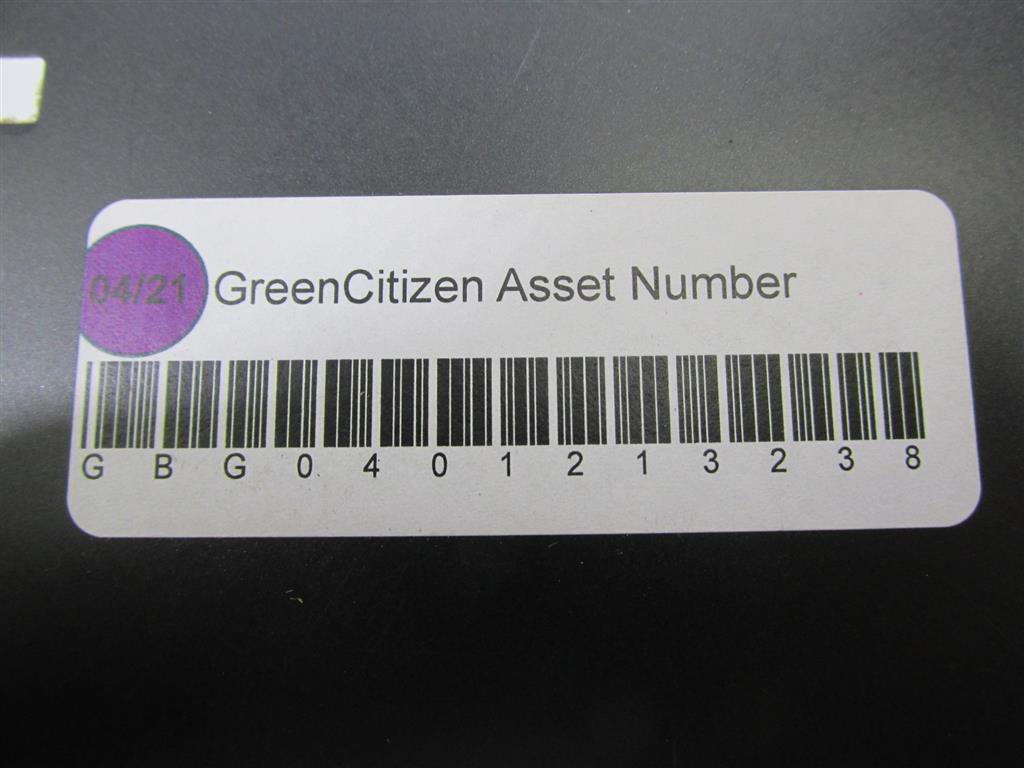 04/21 GreenCitizen Asset Number
G B G 0 4 0 1 2 1 3 2 3 8